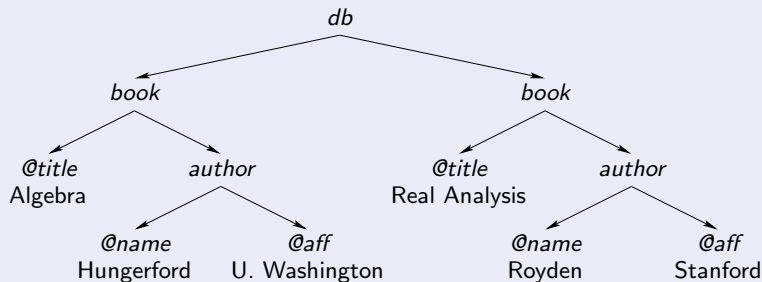 db
book
book
@title
Algebra
author
@title
Real Analysis
author
@name
Hungerford
@aff
U. Washington
@name
Royden
@aff
Stanford